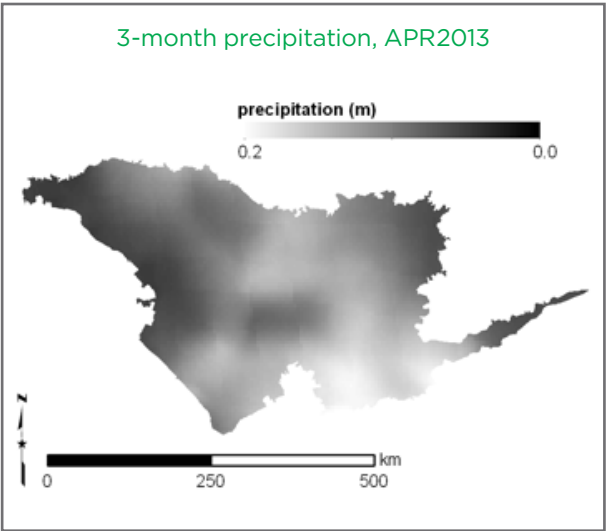 3-month precipitation, APR2013
precipitation (m)
0.2 0.0
N
km
0 250 500